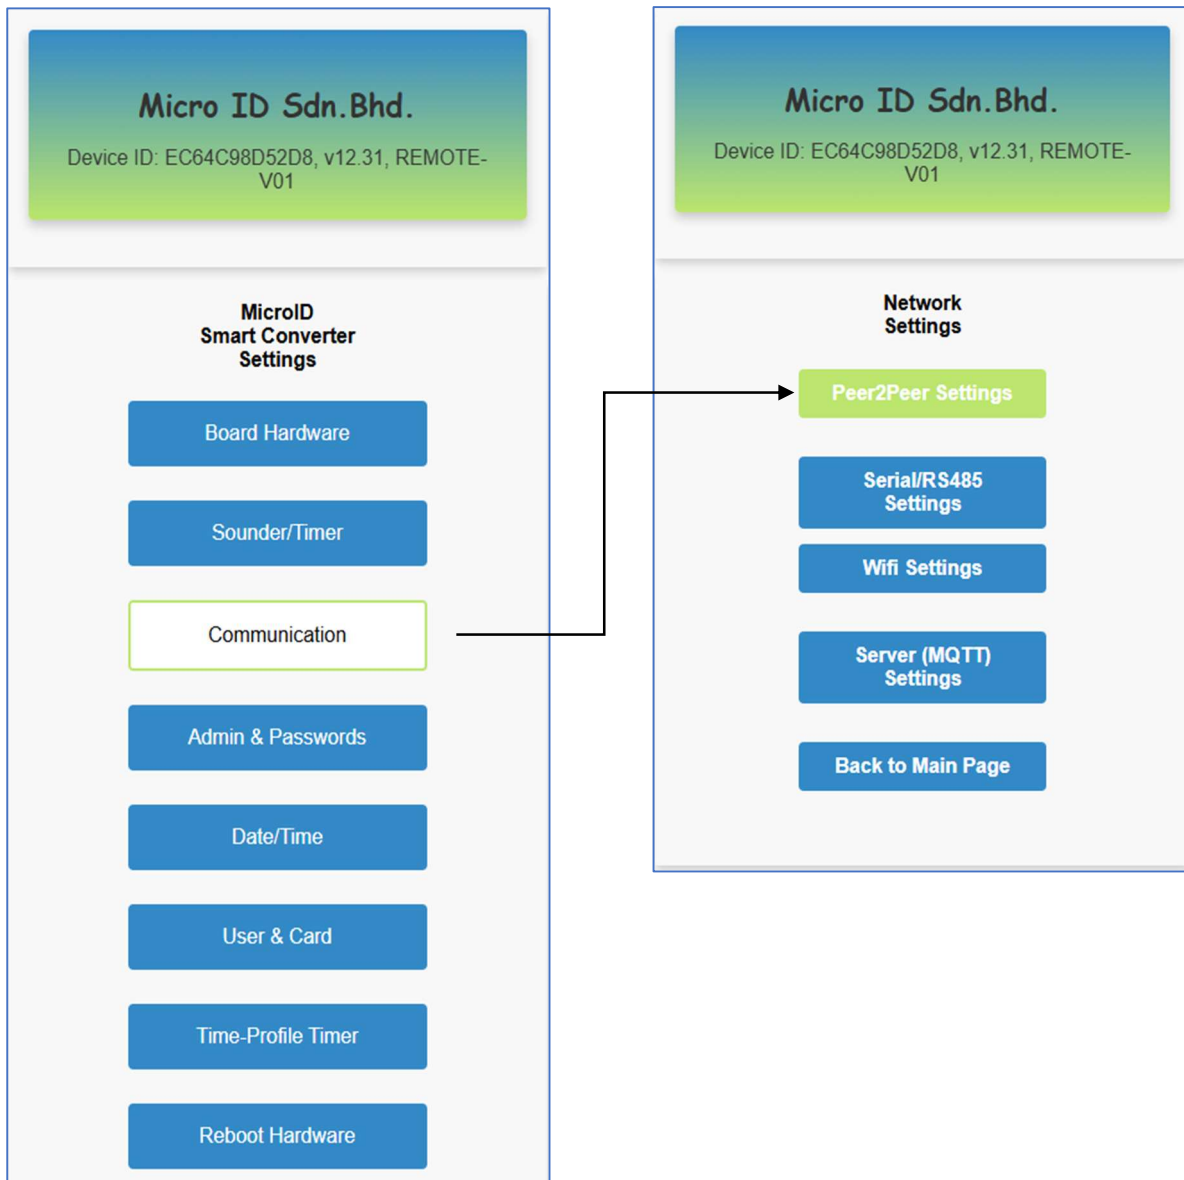 Micro ID Sdn.Bhd.
Device ID: EC64C98D52D8, v12.31, REMOTE-
V01
MicroID
Smart Converter
Settings
Board Hardware
Sounder/Timer
Communication
Admin & Passwords
Date/Time
User & Card
Time-Profile Timer
Reboot Hardware
Micro ID Sdn.Bhd.
Device ID: EC64C98D52D8, v12.31, REMOTE-
V01
Network
Settings
Peer2Peer Settings
Serial/RS485
Settings
Wifi Settings
Server (MQTT)
Settings
Back to Main Page